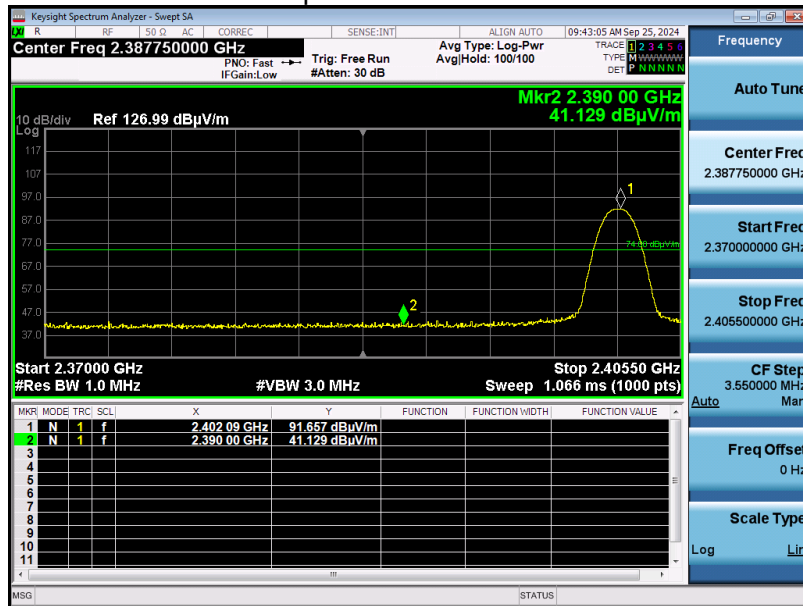 Keysight Spectrum Analyzer - Swept SA
LXI R RF 50 Ω AC CORREC SENSE:INT ALIGN AUTO 09:43:05 AM Sep 25, 2024
Center Freq 2.387750000 GHz
PNO: Fast
IFGain:Low
Trig: Free Run
#Atten: 30 dB
Avg Type: Log-Pwr
Avg|Hold: 100/100
TRACE 1 2 3 4 5 6
TYPE M WWWWW
DET P N N N N N
Mkr2 2.390 00 GHz
41.129 dBµV/m
10 dB/div Ref 126.99 dBµV/m
Log
117
107
97.0
87.0
77.0
67.0
57.0
47.0
37.0
1
74.00 dBµV/m
2
Start 2.37000 GHz Stop 2.40550 GHz
#Res BW 1.0 MHz #VBW 3.0 MHz Sweep 1.066 ms (1000 pts)
MKR MODE TRC SCL X Y FUNCTION FUNCTION WIDTH FUNCTION VALUE
1 N 1 f 2.402 09 GHz 91.657 dBµV/m
2 N 1 f 2.390 00 GHz 41.129 dBµV/m
3
4
5
6
7
8
9
10
11
MSG STATUS
Frequency
Auto Tune
Center Freq
2.387750000 GHz
Start Freq
2.370000000 GHz
Stop Freq
2.405500000 GHz
CF Step
3.550000 MHz
Auto Man
Freq Offset
0 Hz
Scale Type
Log Lin